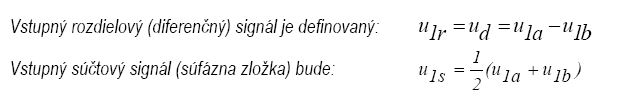 Vstupný rozdielový (diferenčný) signál je definovaný: u1r = ud = u1a − u1b
Vstupný súčtový signál (súfázna zložka) bude: u1s = 1/2 (u1a + u1b)